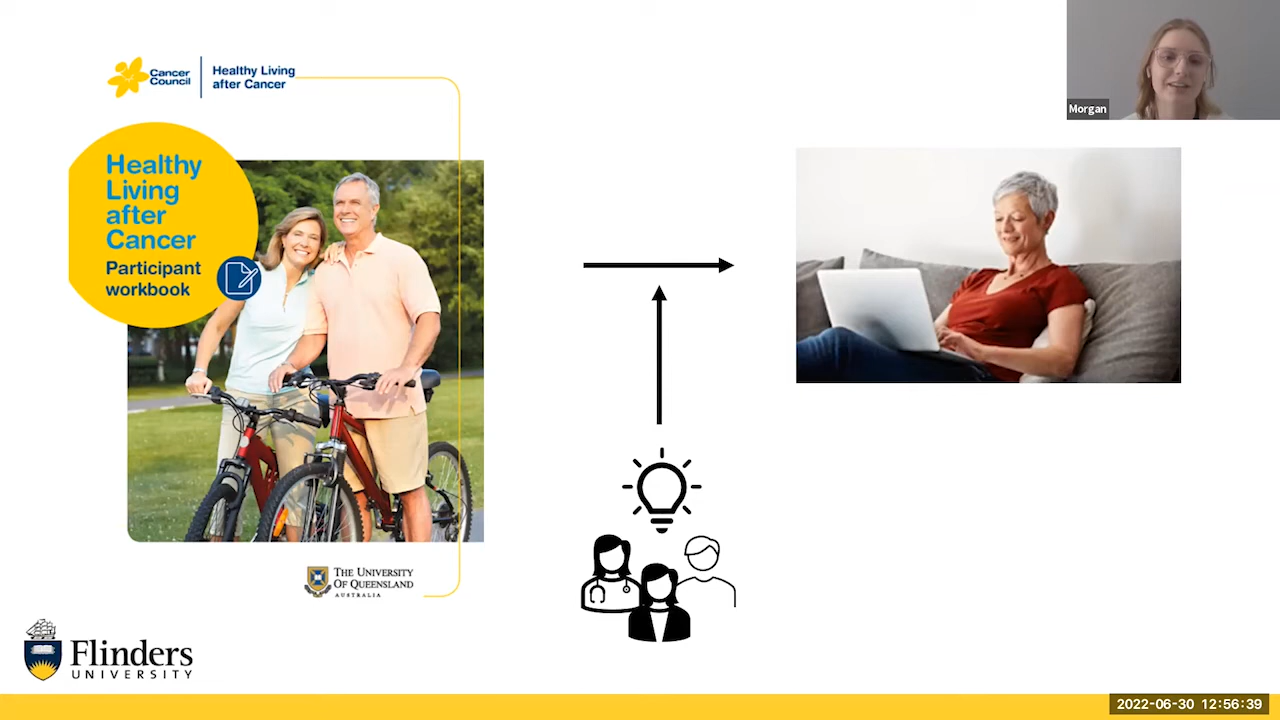 Cancer
Council
Healthy Living
after Cancer
Morgan
Healthy
Living
after
Cancer
Participant
workbook
THE UNIVERSITY
OF QUEENSLAND
AUSTRALIA
Flinders
UNIVERSITY
2022-06-30 12:56:39